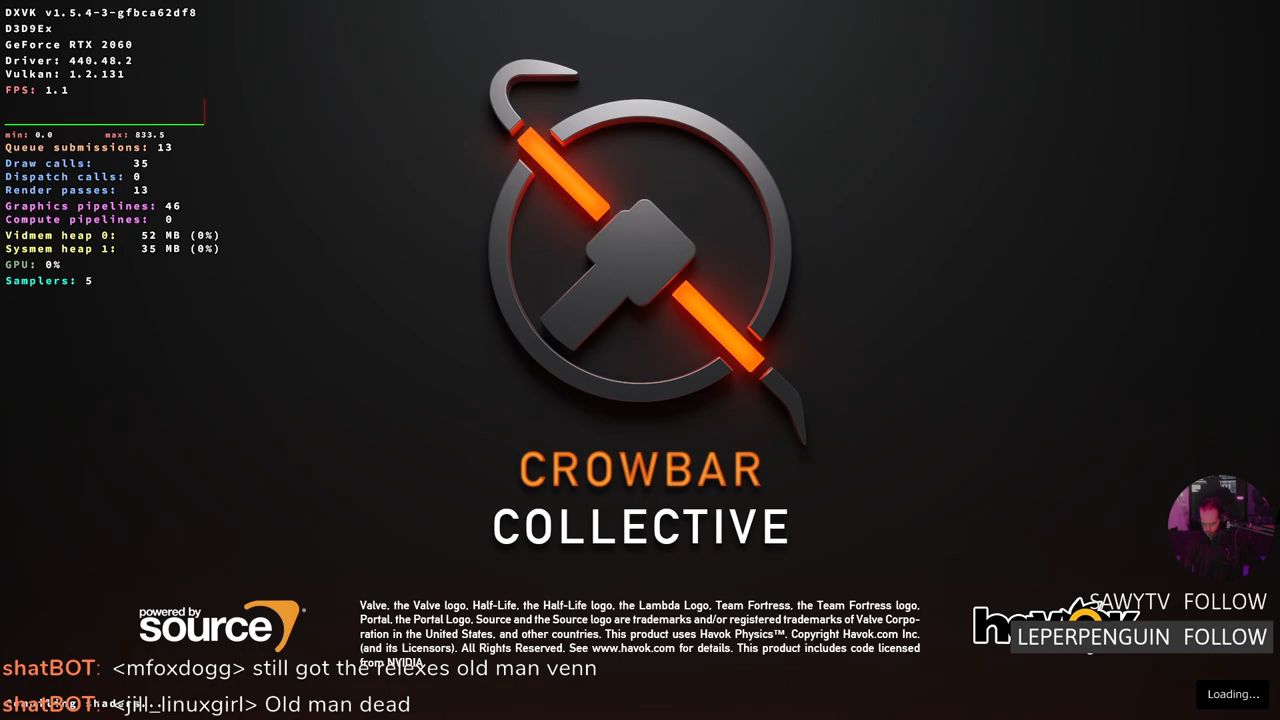 DXVK v1.5.4-3-gfbca62df8
D3D9Ex
GeForce RTX 2060
Driver: 440.48.2
Vulkan: 1.2.131
FPS: 1.1
min: 0.0 max: 833.5
Queue submissions: 13
Draw calls: 35
Dispatch calls: 0
Render passes: 13
Graphics pipelines: 46
Compute pipelines: 0
Vidmem heap 0: 52 MB (0%)
Sysmem heap 1: 35 MB (0%)
GPU: 0%
Samplers: 5
CROWBAR
COLLECTIVE
powered by
source
Valve, the Valve logo, Half-Life, the Half-Life logo, the Lambda Logo, Team Fortress, the Team Fortress logo,
Portal, the Portal Logo, Source and the Source logo are trademarks and/or registered trademarks of Valve Corpo-
ration in the United States, and other countries. This product uses Havok Physics™. Copyright Havok.com Inc.
(and its Licensors). All Rights Reserved. See www.havok.com for details. This product includes code licensed
from NVIDIA.
havok
SAWYTV FOLLOW
LEPERPENGUIN FOLLOW
shatBOT: <mfoxdogg> still got the relexes old man venn
shatBOT: <jill_linuxgirl> Old man dead
Compiling shaders...
Loading...